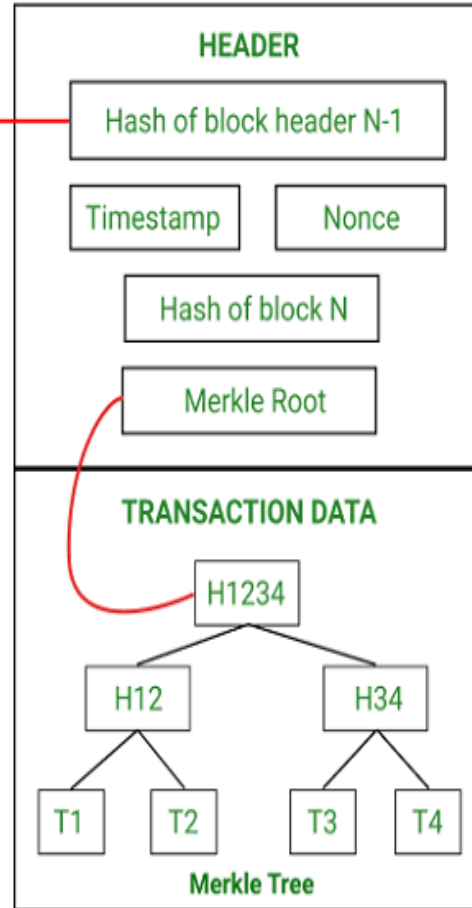 HEADER
Hash of block header N-1
Timestamp
Nonce
Hash of block N
Merkle Root
TRANSACTION DATA
H1234
H12
H34
T1
T2
T3
T4
Merkle Tree